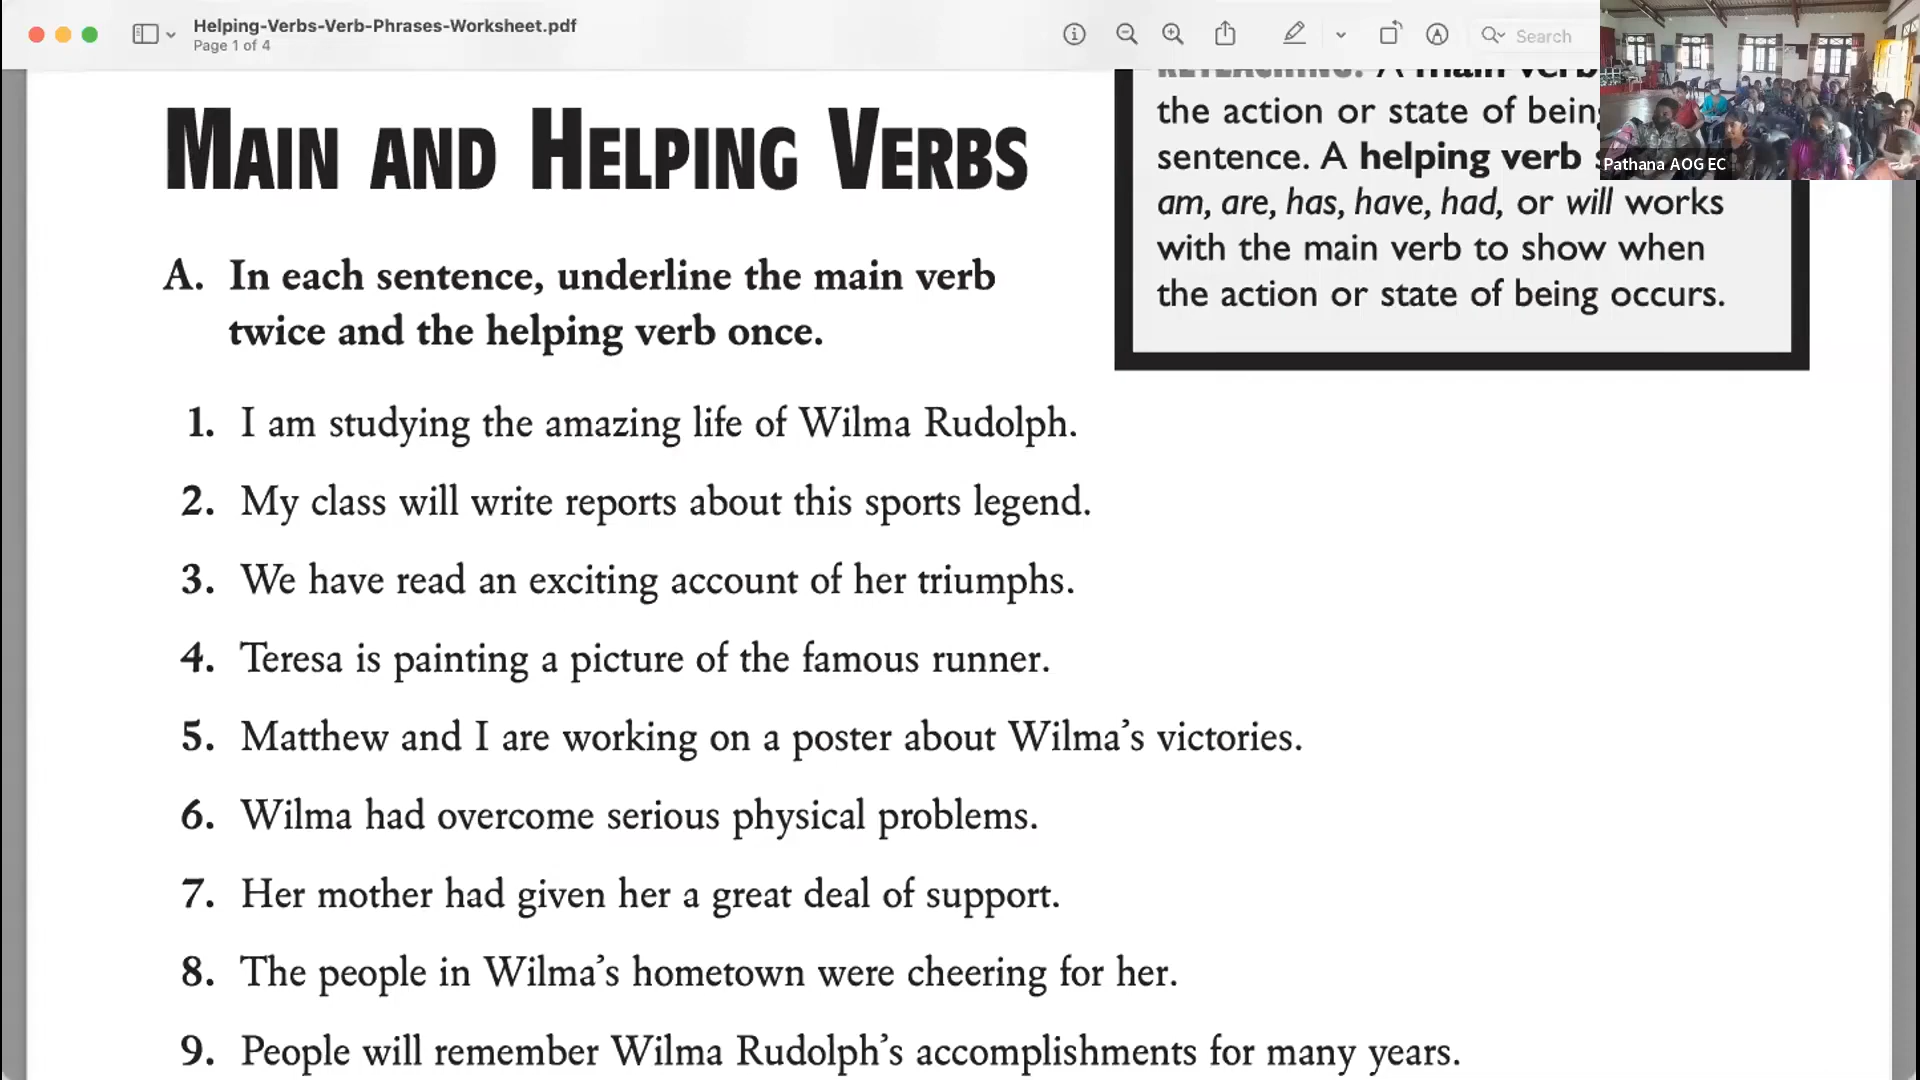 Helping-Verbs-Verb-Phrases-Worksheet.pdf
Page 1 of 4
Search
Pathana AOG EC
MAIN AND HELPING VERBS
RETEACHING: A main verb
the action or state of being
sentence. A helping verb
am, are, has, have, had, or will works
with the main verb to show when
the action or state of being occurs.
A. In each sentence, underline the main verb
twice and the helping verb once.
1. I am studying the amazing life of Wilma Rudolph.
2. My class will write reports about this sports legend.
3. We have read an exciting account of her triumphs.
4. Teresa is painting a picture of the famous runner.
5. Matthew and I are working on a poster about Wilma’s victories.
6. Wilma had overcome serious physical problems.
7. Her mother had given her a great deal of support.
8. The people in Wilma’s hometown were cheering for her.
9. People will remember Wilma Rudolph’s accomplishments for many years.